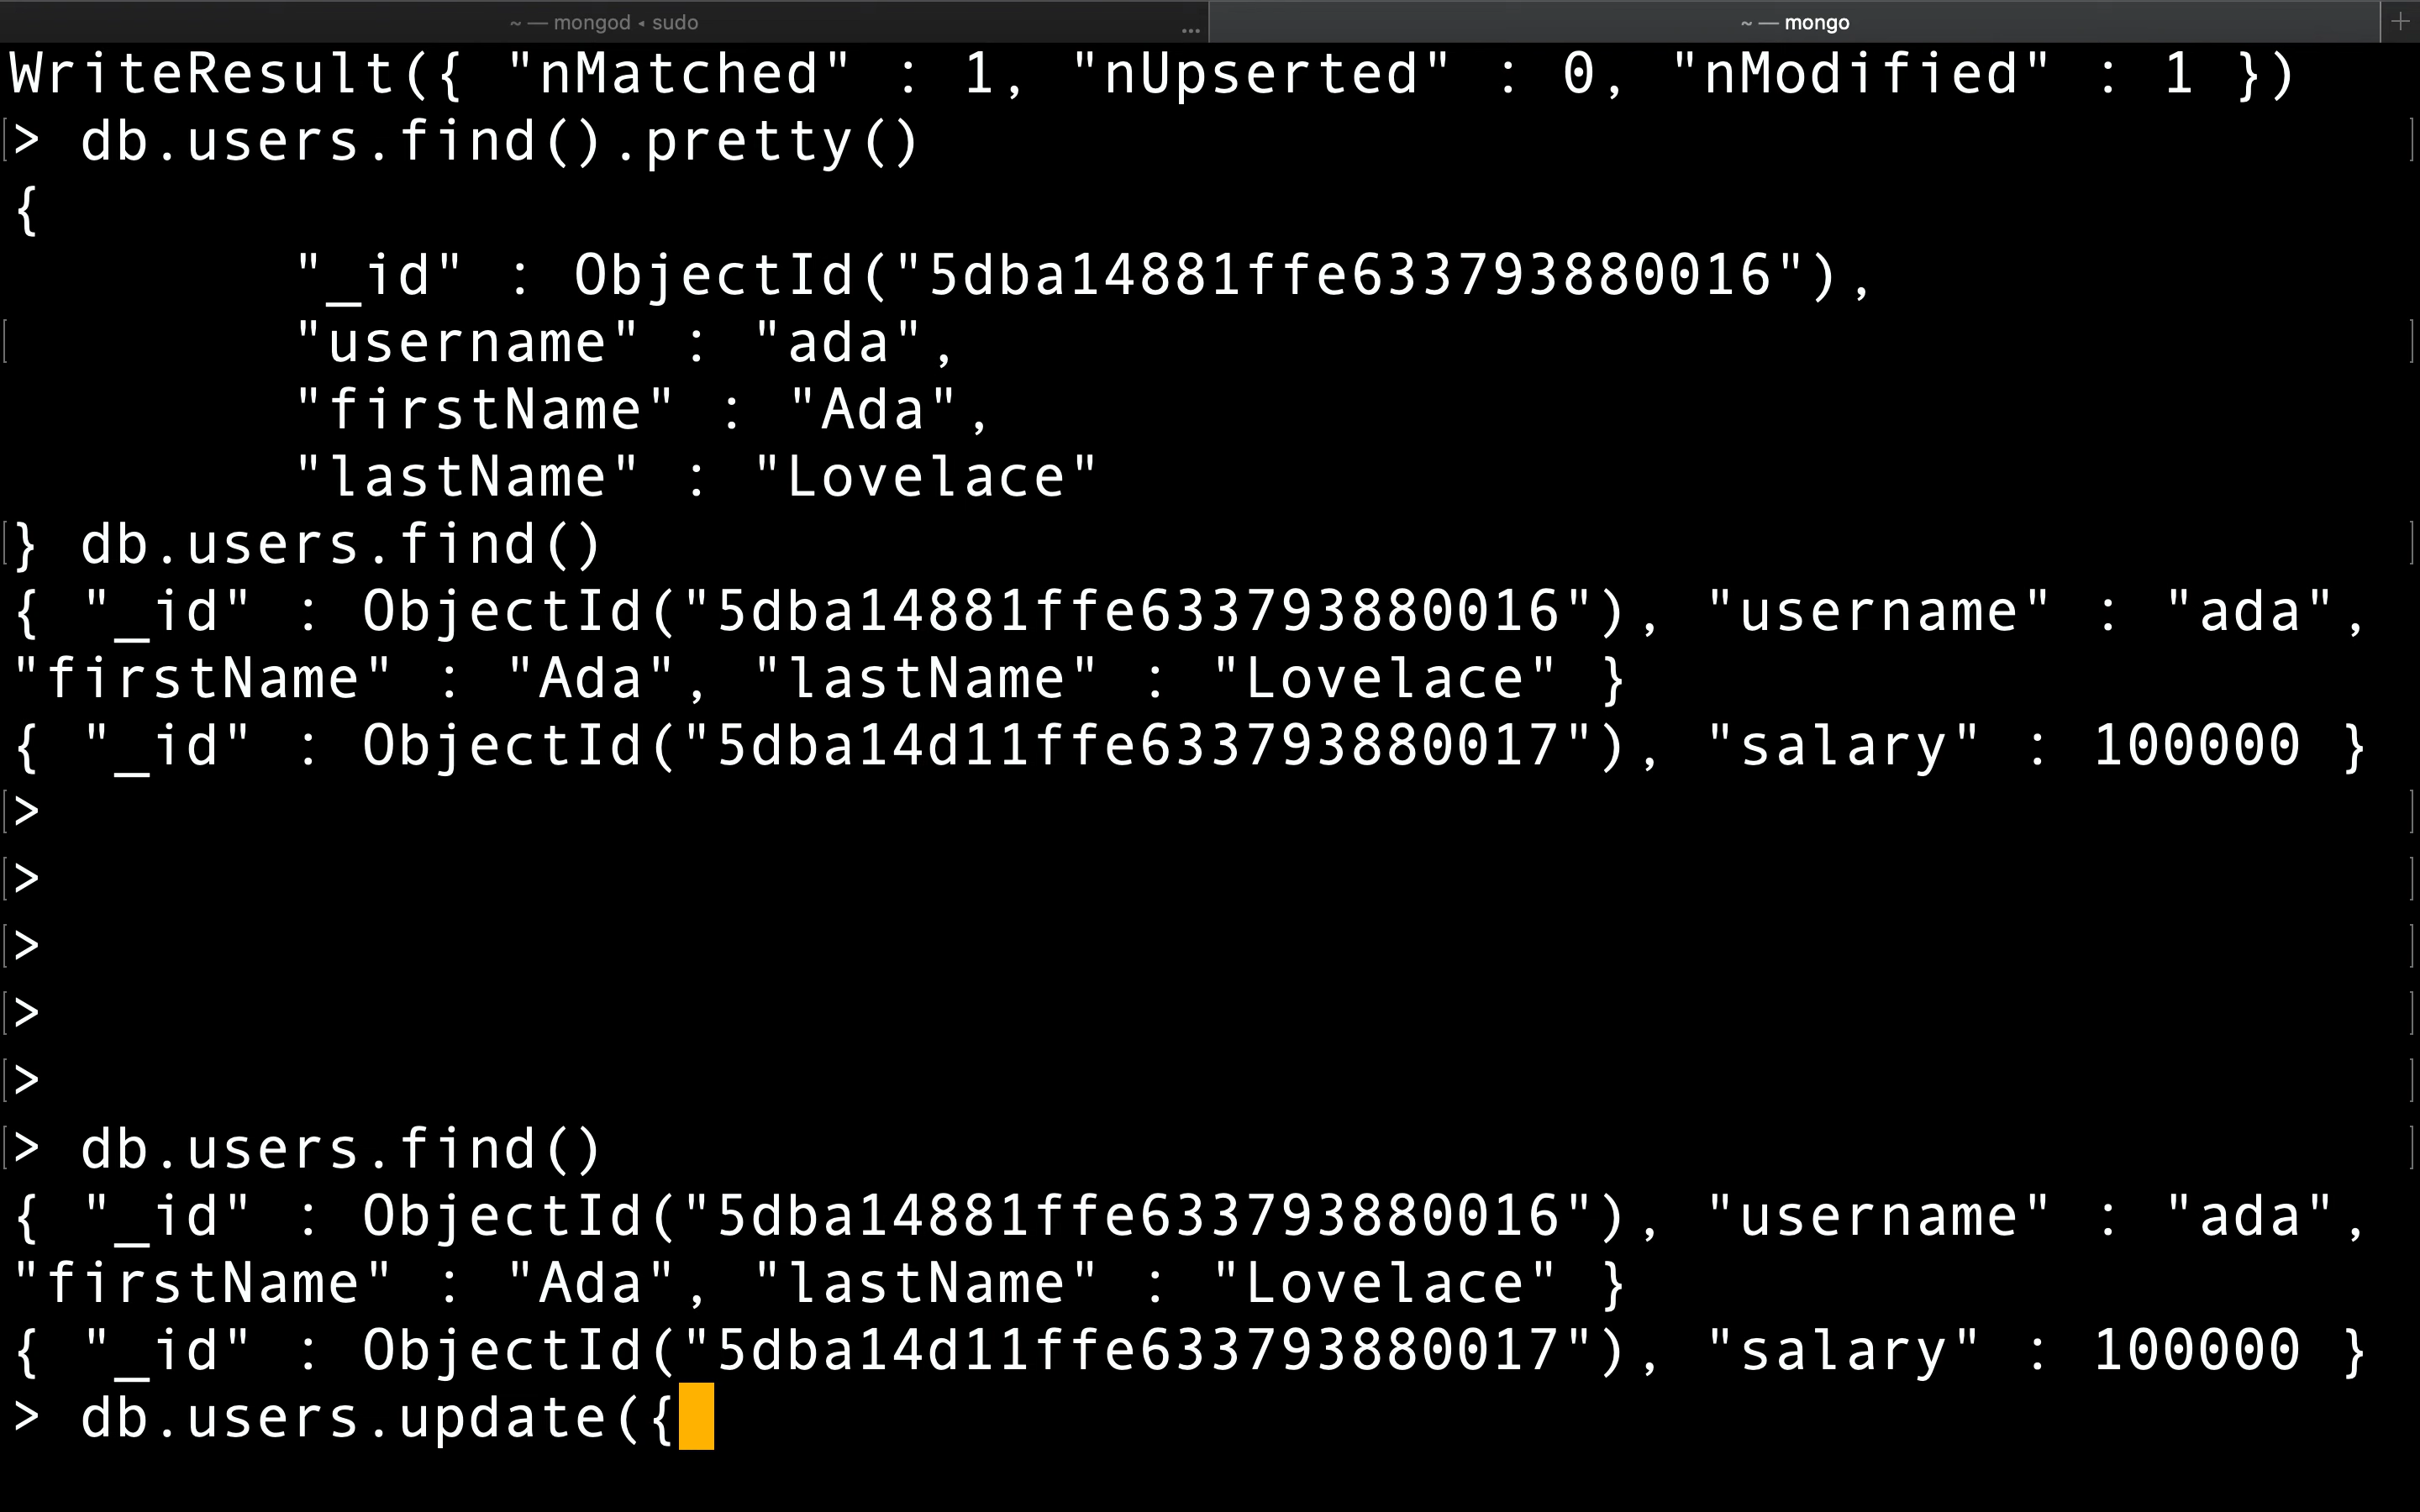 ~ — mongod ◂ sudo ... ~ — mongo +
WriteResult({ "nMatched" : 1, "nUpserted" : 0, "nModified" : 1 })
> db.users.find().pretty()
{
"_id" : ObjectId("5dba14881ffe633793880016"),
"username" : "ada",
"firstName" : "Ada",
"lastName" : "Lovelace"
} db.users.find()
{ "_id" : ObjectId("5dba14881ffe633793880016"), "username" : "ada",
"firstName" : "Ada", "lastName" : "Lovelace" }
{ "_id" : ObjectId("5dba14d11ffe633793880017"), "salary" : 100000 }
>
>
>
>
>
> db.users.find()
{ "_id" : ObjectId("5dba14881ffe633793880016"), "username" : "ada",
"firstName" : "Ada", "lastName" : "Lovelace" }
{ "_id" : ObjectId("5dba14d11ffe633793880017"), "salary" : 100000 }
> db.users.update({